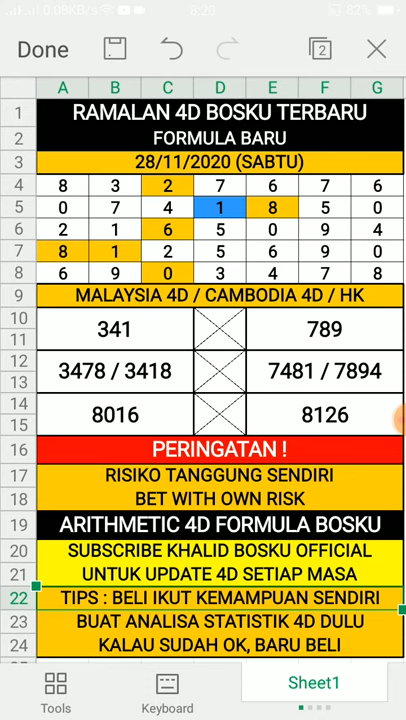 0.08KB/s 6:20 82%
Done 2
A B C D E F G
1 RAMALAN 4D BOSKU TERBARU
2 FORMULA BARU
3 28/11/2020 (SABTU)
4 8 3 2 7 6 7 6
5 0 7 4 1 8 5 0
6 2 1 6 5 0 9 4
7 8 1 2 5 6 9 0
8 6 9 0 3 4 7 8
9 MALAYSIA 4D / CAMBODIA 4D / HK
10
341 789
11
12
3478 / 3418 7481 / 7894
13
14
8016 8126
15
16 PERINGATAN !
17 RISIKO TANGGUNG SENDIRI
18 BET WITH OWN RISK
19 ARITHMETIC 4D FORMULA BOSKU
20 SUBSCRIBE KHALID BOSKU OFFICIAL
21 UNTUK UPDATE 4D SETIAP MASA
22 TIPS : BELI IKUT KEMAMPUAN SENDIRI
23 BUAT ANALISA STATISTIK 4D DULU
24 KALAU SUDAH OK, BARU BELI
Tools Keyboard Sheet1